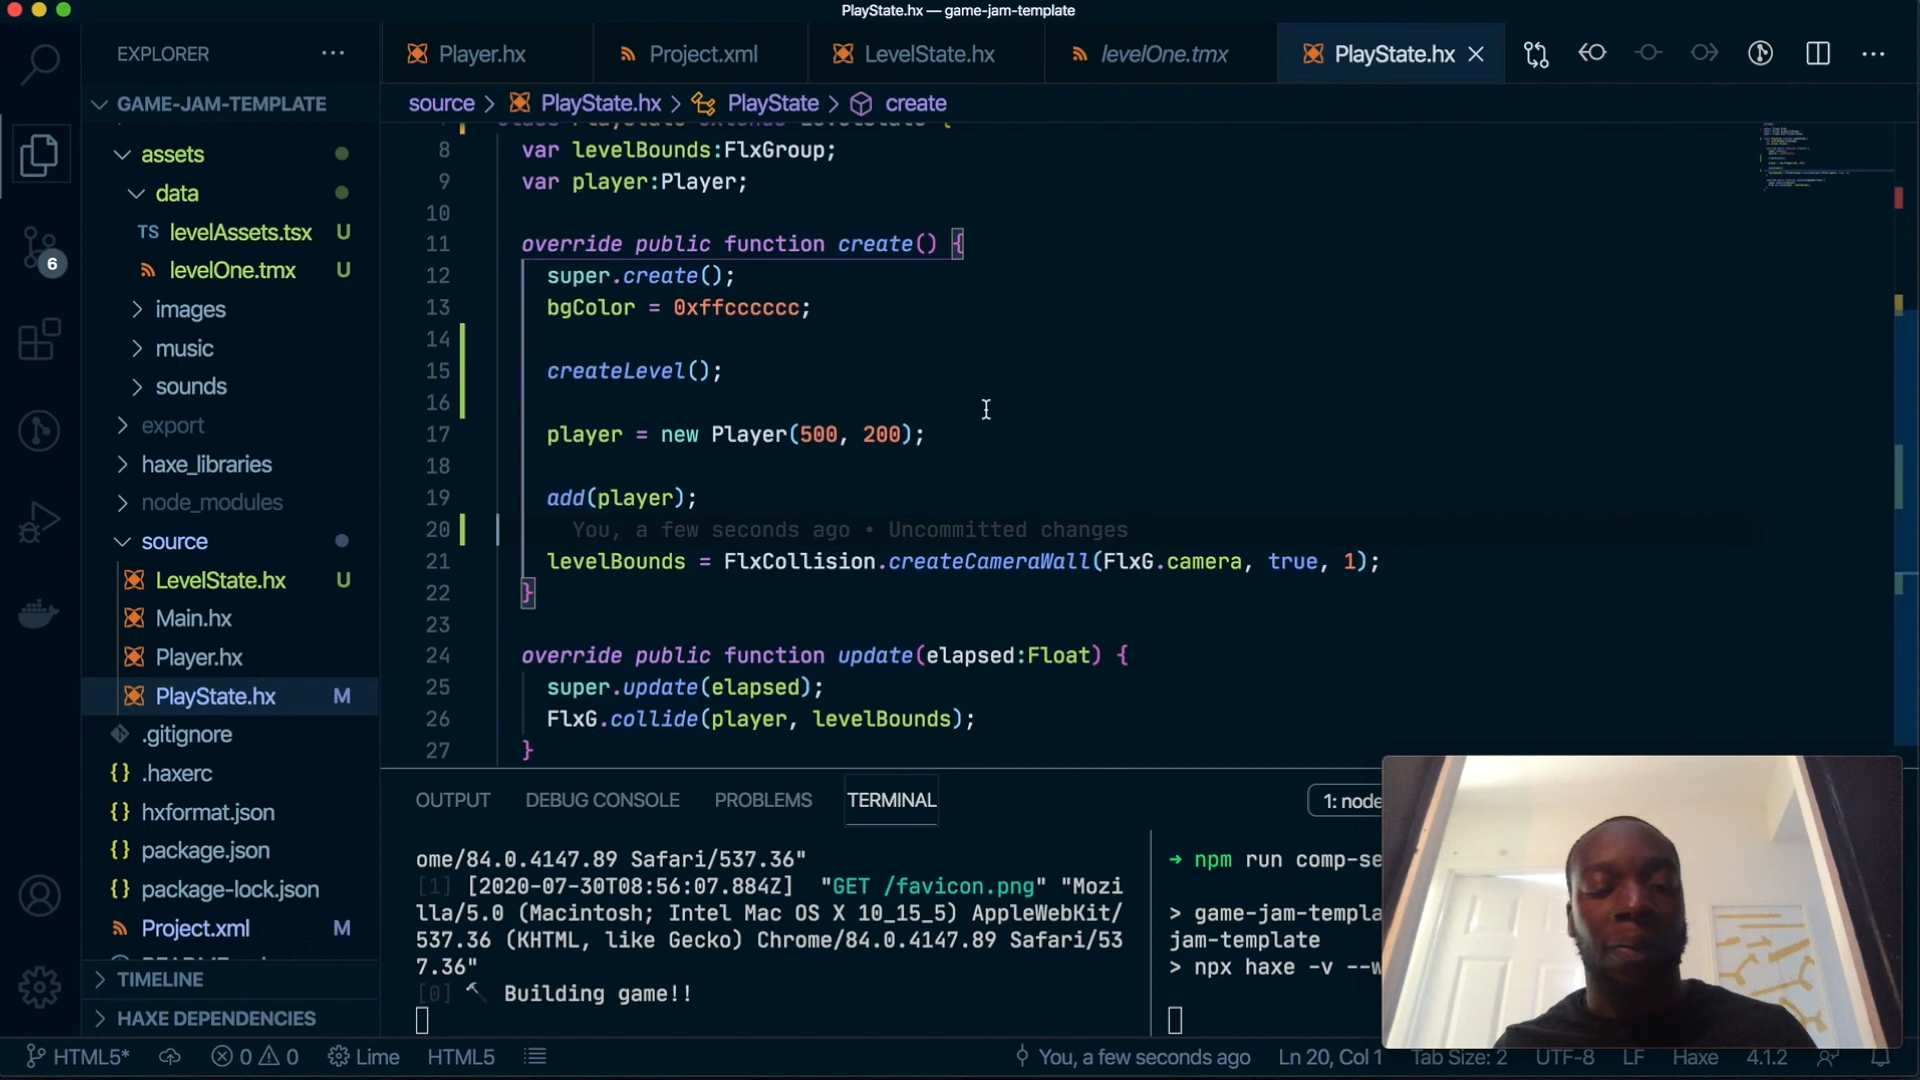 PlayState.hx — game-jam-template
EXPLORER
Player.hx
Project.xml
LevelState.hx
levelOne.tmx
PlayState.hx
GAME-JAM-TEMPLATE
source > PlayState.hx > PlayState > create
assets
data
TS levelAssets.tsx U
levelOne.tmx U
images
music
sounds
export
haxe_libraries
node_modules
source
LevelState.hx U
Main.hx
Player.hx
PlayState.hx M
.gitignore
{} .haxerc
{} hxformat.json
{} package.json
{} package-lock.json
Project.xml M
TIMELINE
HAXE DEPENDENCIES
6
8 var levelBounds:FlxGroup;
9 var player:Player;
10
11 override public function create() {
12 super.create();
13 bgColor = 0xffcccccc;
14
15 createLevel();
16
17 player = new Player(500, 200);
18
19 add(player);
20 You, a few seconds ago • Uncommitted changes
21 levelBounds = FlxCollision.createCameraWall(FlxG.camera, true, 1);
22 }
23
24 override public function update(elapsed:Float) {
25 super.update(elapsed);
26 FlxG.collide(player, levelBounds);
27 }
OUTPUT DEBUG CONSOLE PROBLEMS TERMINAL
1: node
ome/84.0.4147.89 Safari/537.36"
[1] [2020-07-30T08:56:07.884Z] "GET /favicon.png" "Mozi
lla/5.0 (Macintosh; Intel Mac OS X 10_15_5) AppleWebKit/
537.36 (KHTML, like Gecko) Chrome/84.0.4147.89 Safari/53
7.36"
[0] Building game!!
→ npm run comp-se
> game-jam-templa
jam-template
> npx haxe -v --w
HTML5* 0 0 Lime HTML5 You, a few seconds ago Ln 20, Col 1 Tab Size: 2 UTF-8 LF Haxe 4.1.2